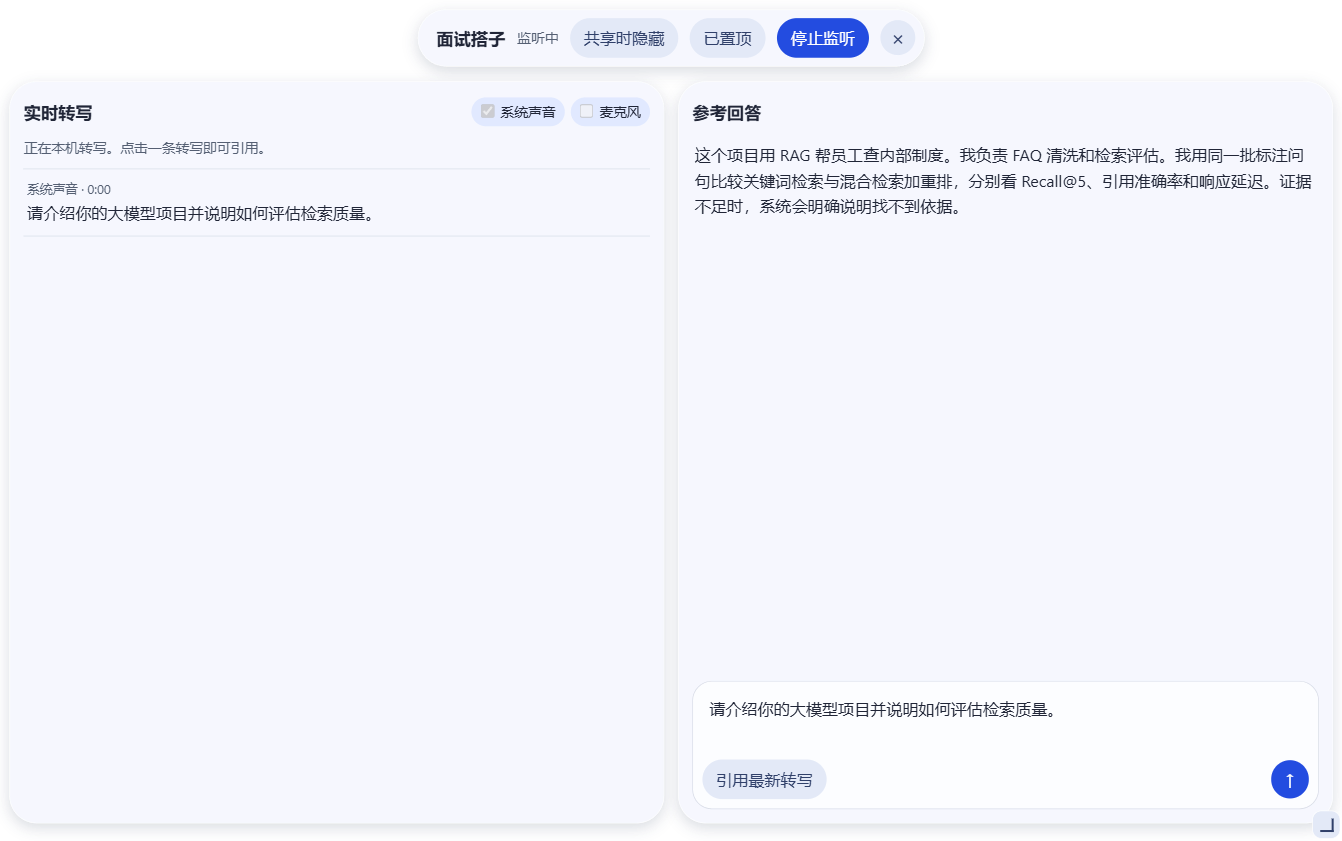 面试搭子 监听中 共享时隐藏 已置顶 停止监听 ×
实时转写 系统声音 麦克风
正在本机转写。点击一条转写即可引用。
系统声音 · 0:00
请介绍你的大模型项目并说明如何评估检索质量。
参考回答
这个项目用 RAG 帮员工查内部制度。我负责 FAQ 清洗和检索评估。我用同一批标注问
句比较关键词检索与混合检索加重排，分别看 Recall@5、引用准确率和响应延迟。证据
不足时，系统会明确说明找不到依据。
请介绍你的大模型项目并说明如何评估检索质量。
引用最新转写 ↑